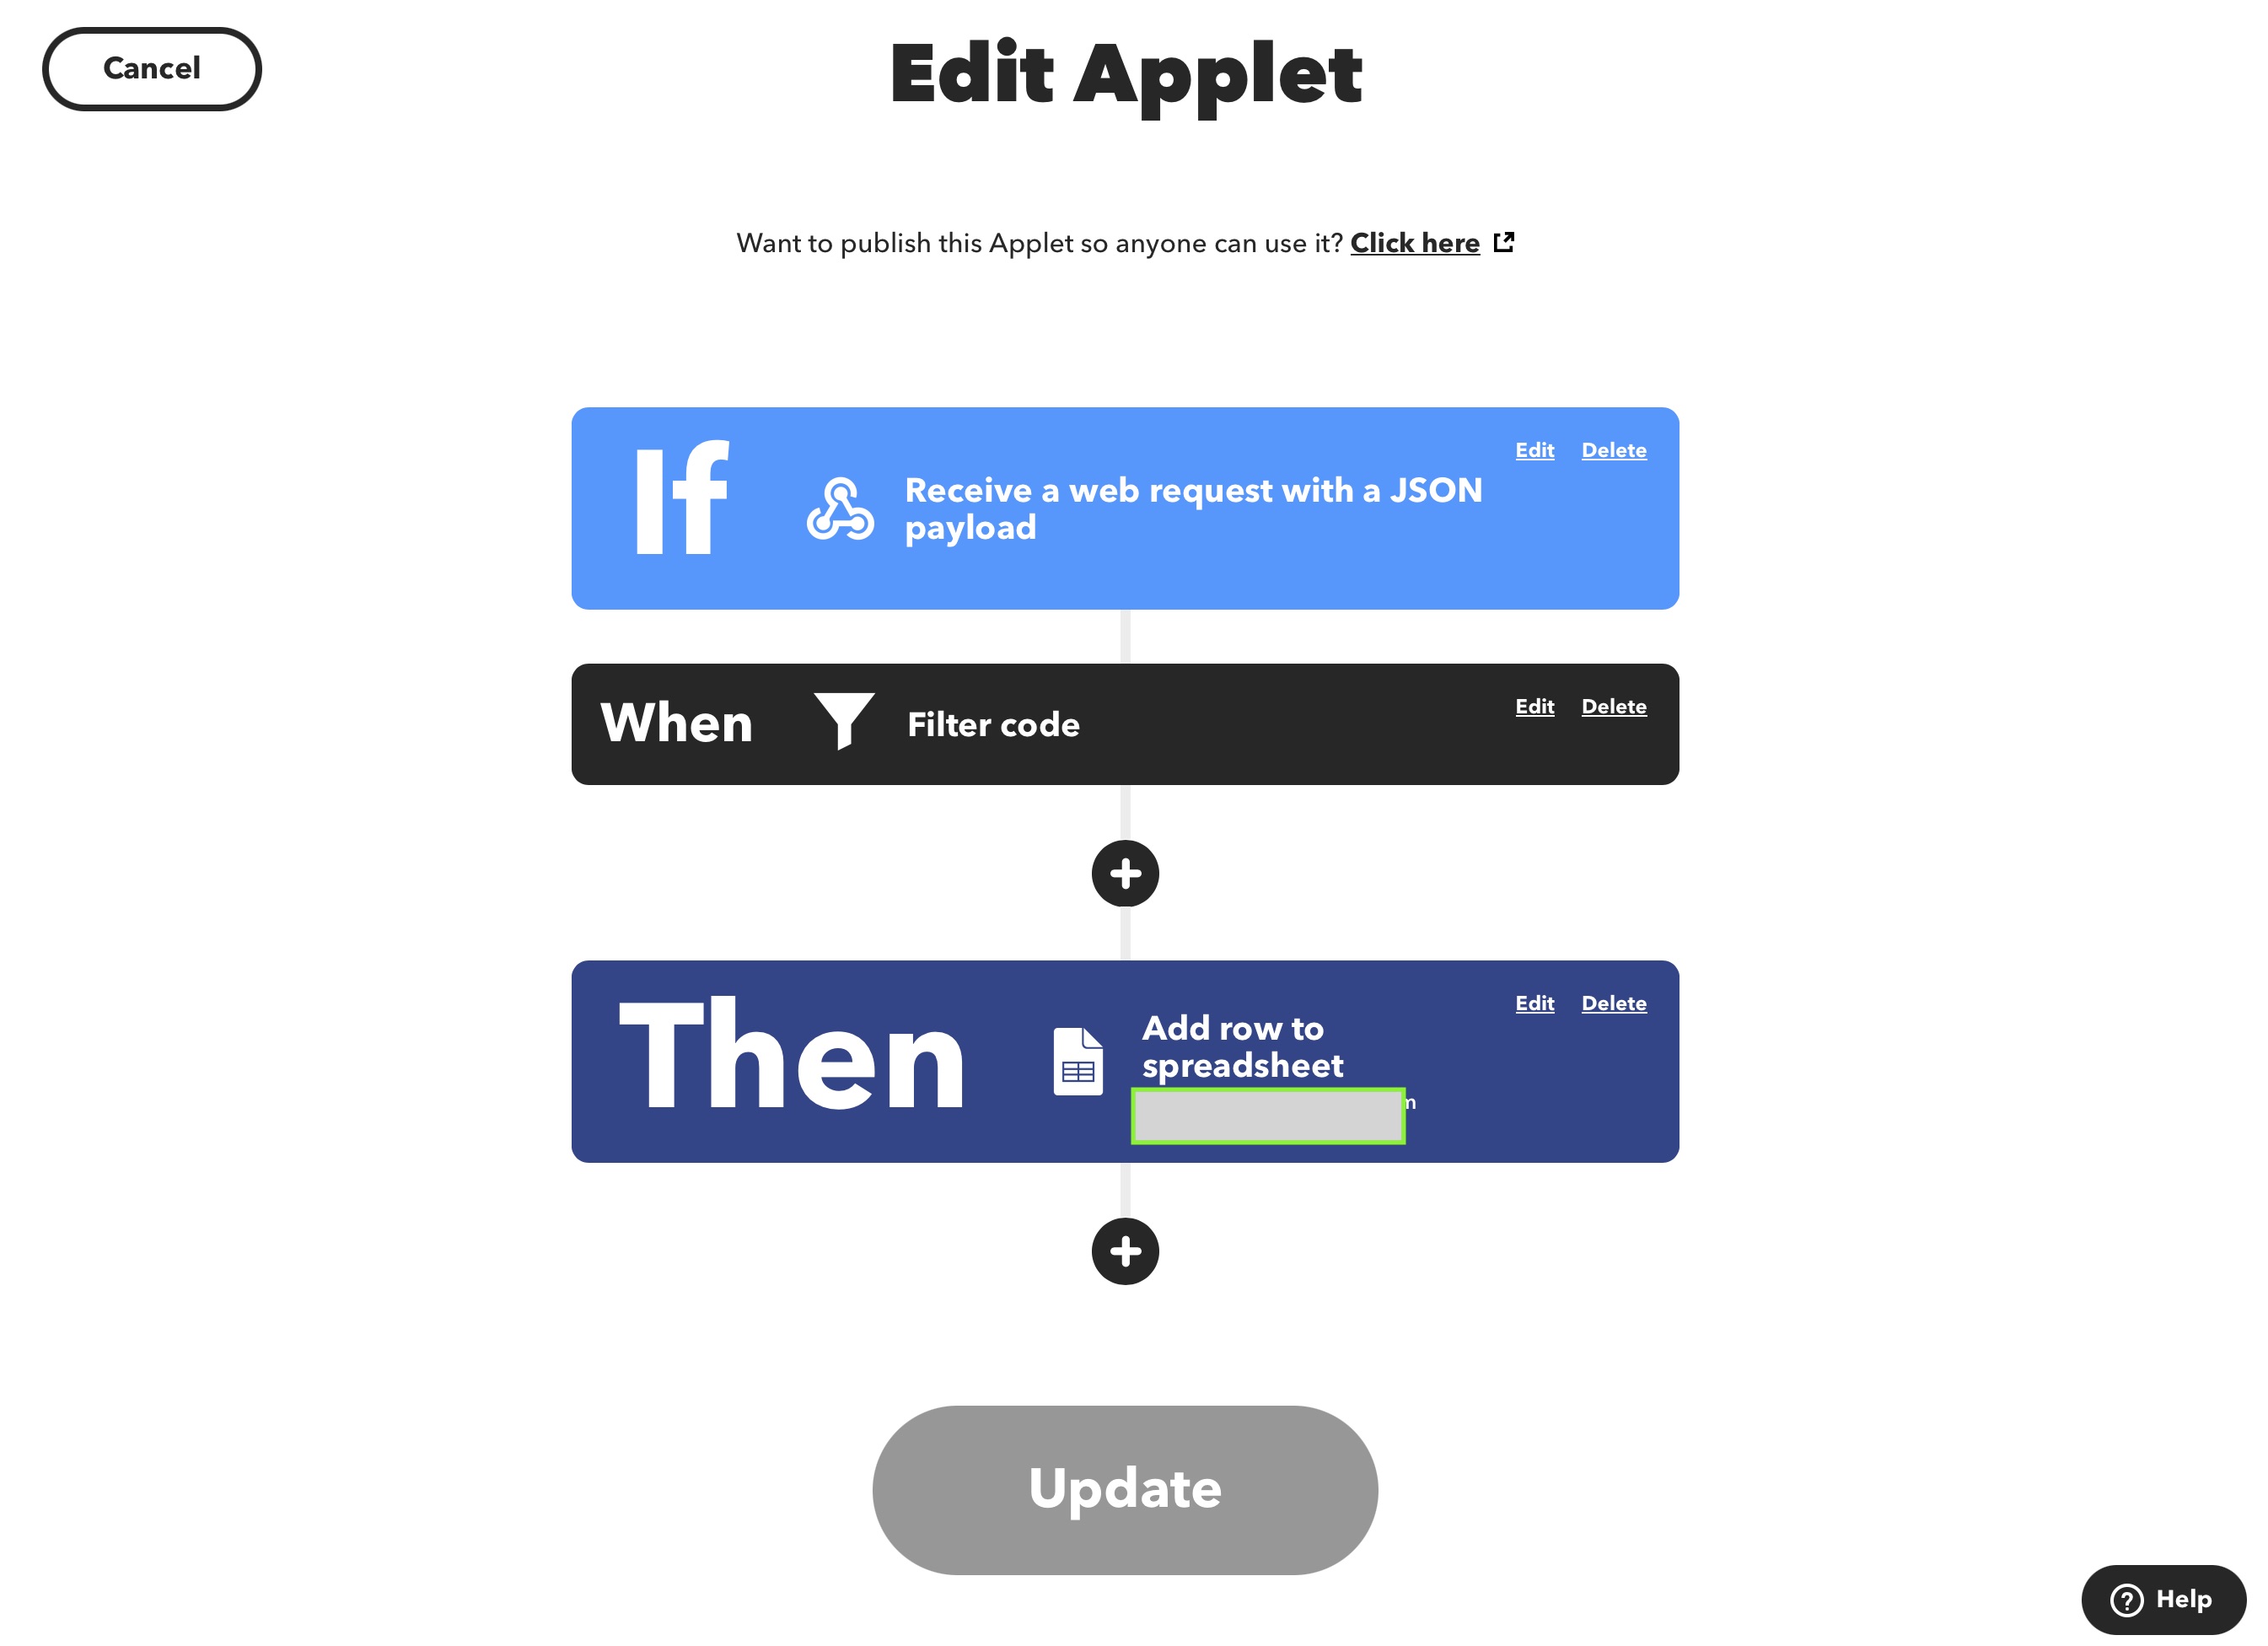 Cancel
Edit Applet
Want to publish this Applet so anyone can use it? Click here
If
Receive a web request with a JSON
payload
Edit Delete
When
Filter code
Edit Delete
Then
Add row to
spreadsheet
Edit Delete
Update
Help